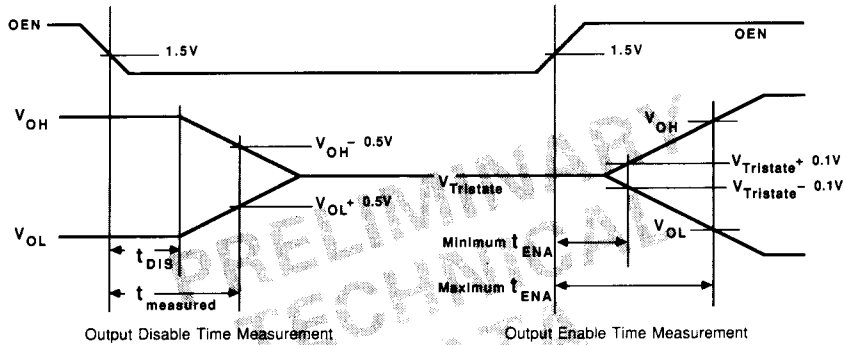 OEN
1.5V
1.5V
OEN
VOH
VOH
VOH - 0.5V
VTristate + 0.1V
VTristate
VTristate - 0.1V
VOL + 0.5V
VOL
VOL
Minimum tENA
tDIS
Maximum tENA
tmeasured
Output Disable Time Measurement
Output Enable Time Measurement
PRELIMINARY
TECHNICAL
DATA